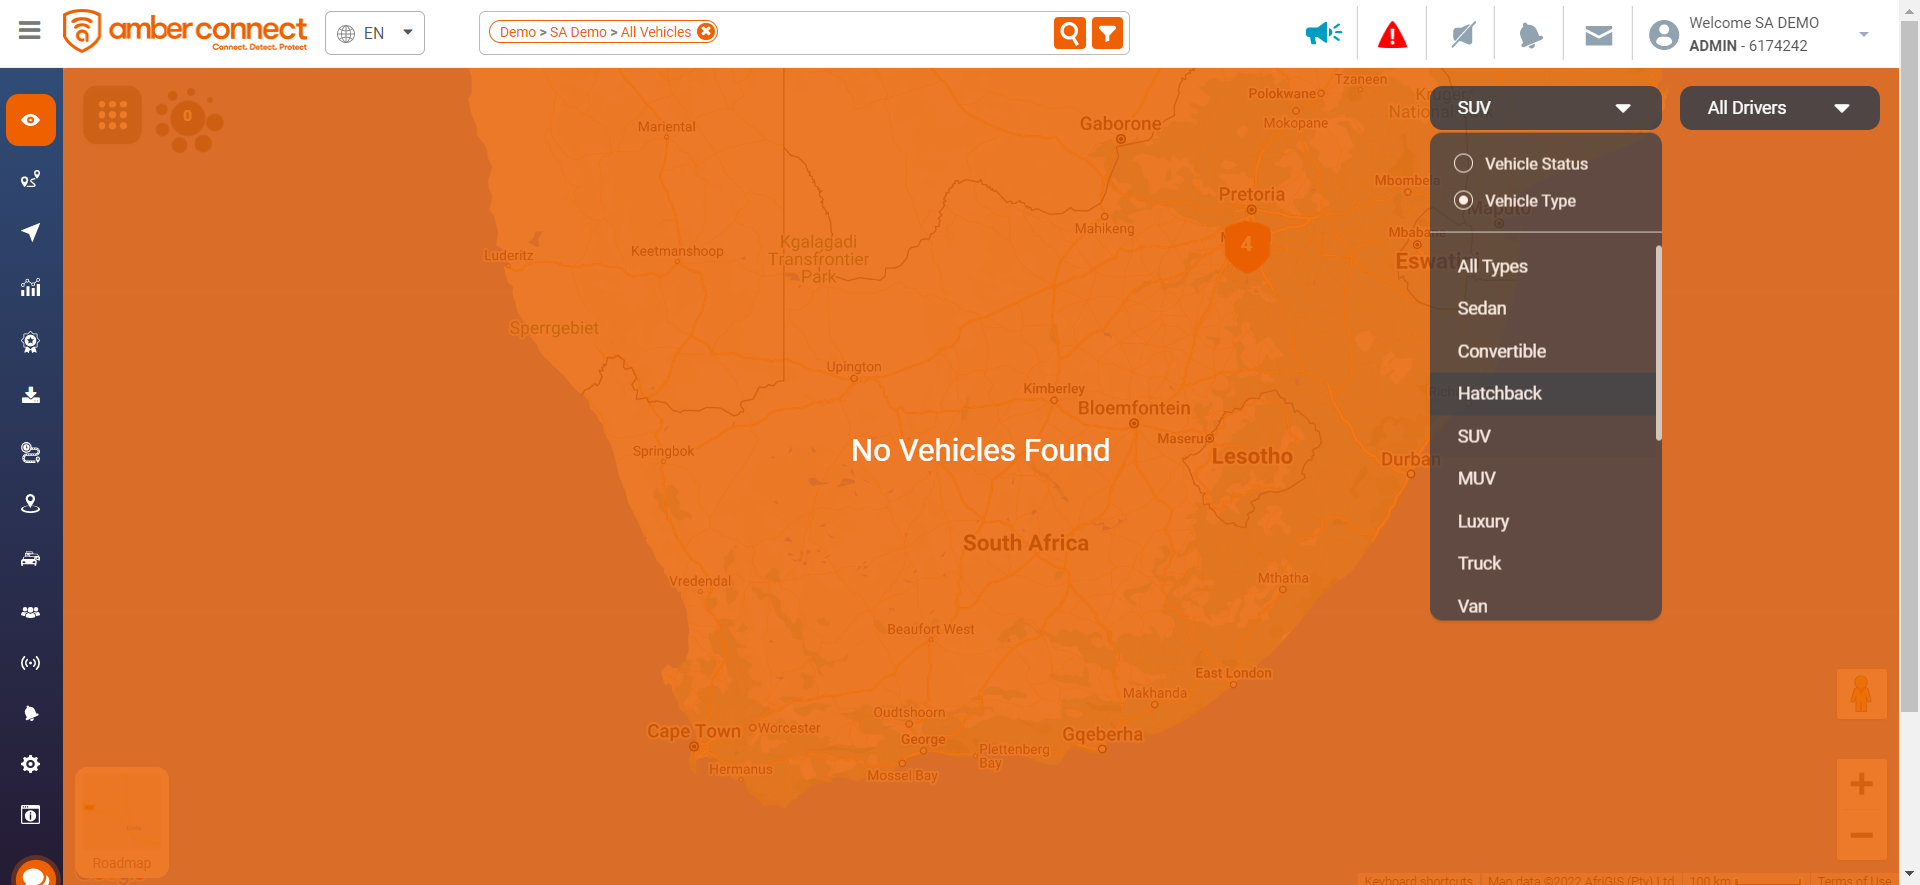 amber connect
Connect. Detect. Protect
EN
Demo > SA Demo > All Vehicles
Welcome SA DEMO
ADMIN - 6174242
0
SUV
All Drivers
Vehicle Status
Vehicle Type
All Types
Sedan
Convertible
Hatchback
SUV
MUV
Luxury
Truck
Van
Tzaneen
Polokwane
Mokopane
Kruger
National
Gaborone
Mariental
Pretoria
Mbombela
Maputo
Mahikeng
Mbabane
4
Kgalagadi
Transfrontier
Park
Keetmanshoop
Luderitz
Eswatini
Sperrgebiet
Upington
Kimberley
Bloemfontein
Maseru
Lesotho
Durban
Springbok
No Vehicles Found
South Africa
Vredendal
Mthatha
Beaufort West
East London
Makhanda
Oudtshoorn
Cape Town
Worcester
George
Gqeberha
Plettenberg
Bay
Hermanus
Mossel Bay
Roadmap
Keyboard shortcuts
Map data ©2022 AfriGIS (Pty) Ltd
100 km
Terms of Use